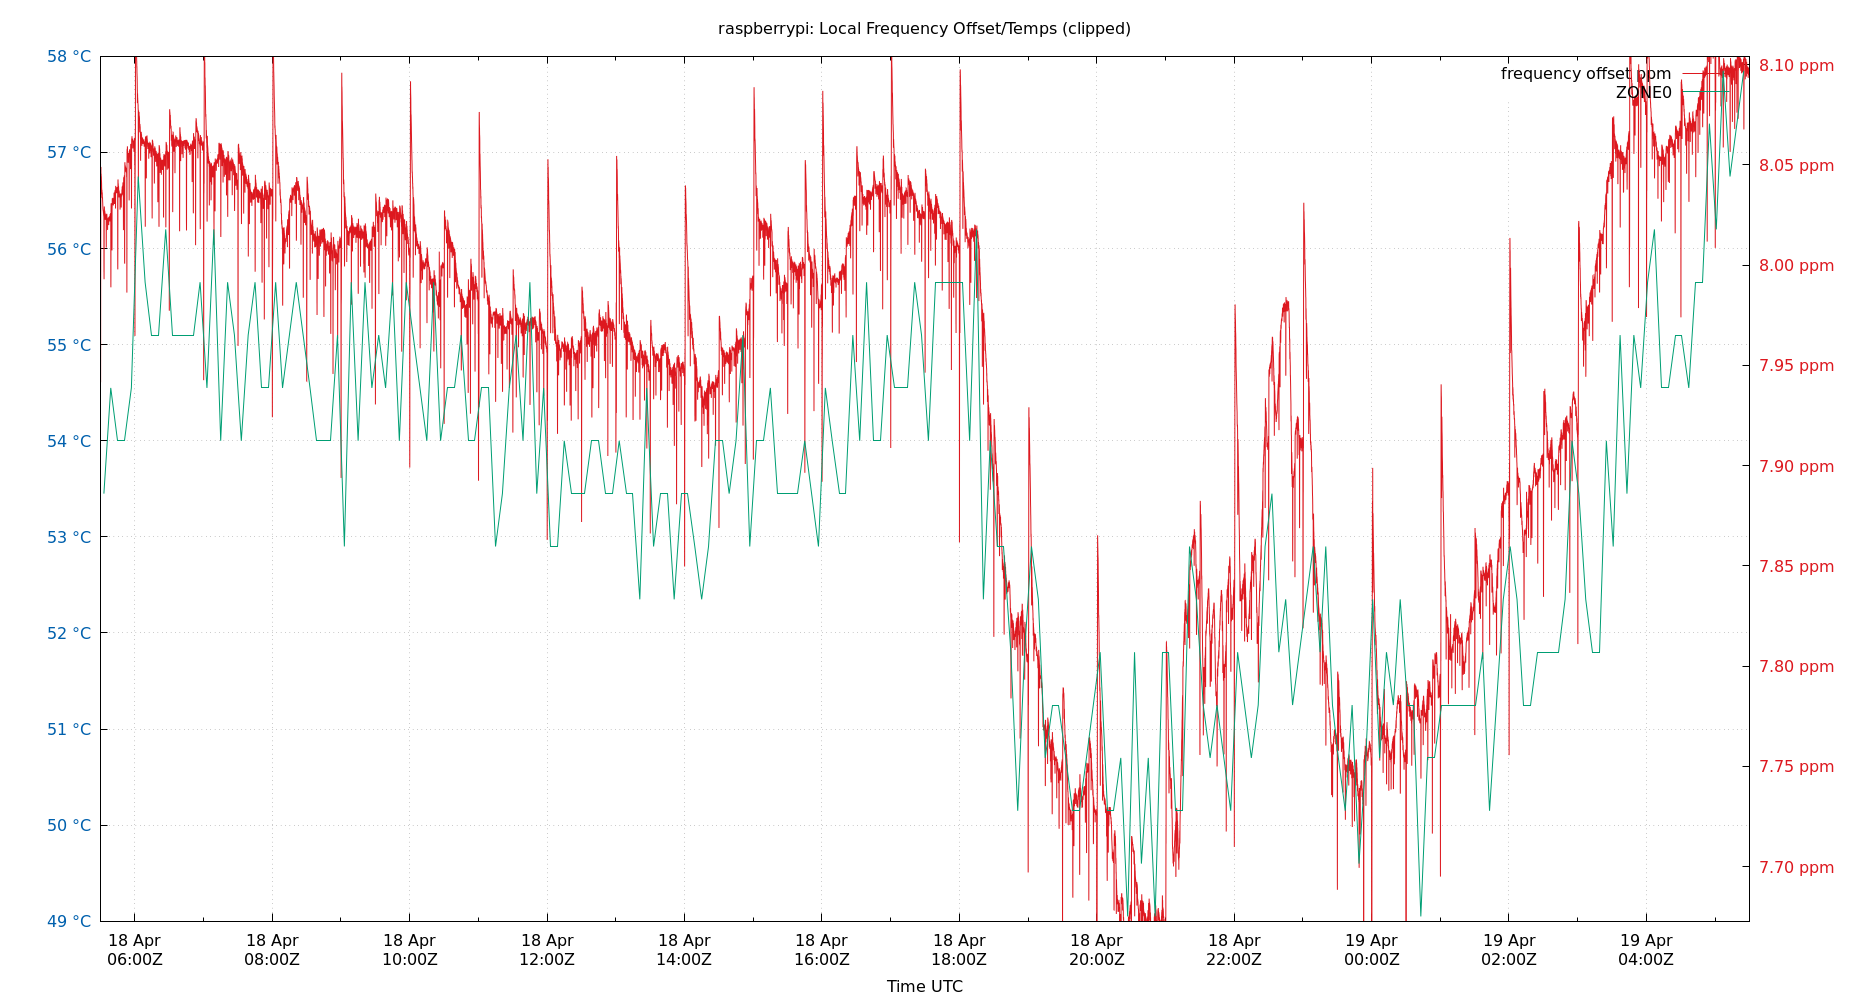 raspberrypi: Local Frequency Offset/Temps (clipped)
58 °C
57 °C
56 °C
55 °C
54 °C
53 °C
52 °C
51 °C
50 °C
49 °C
8.10 ppm
8.05 ppm
8.00 ppm
7.95 ppm
7.90 ppm
7.85 ppm
7.80 ppm
7.75 ppm
7.70 ppm
frequency offset ppm
ZONE0
18 Apr 18 Apr 18 Apr 18 Apr 18 Apr 18 Apr 18 Apr 18 Apr 18 Apr 19 Apr 19 Apr 19 Apr
06:00Z 08:00Z 10:00Z 12:00Z 14:00Z 16:00Z 18:00Z 20:00Z 22:00Z 00:00Z 02:00Z 04:00Z
Time UTC